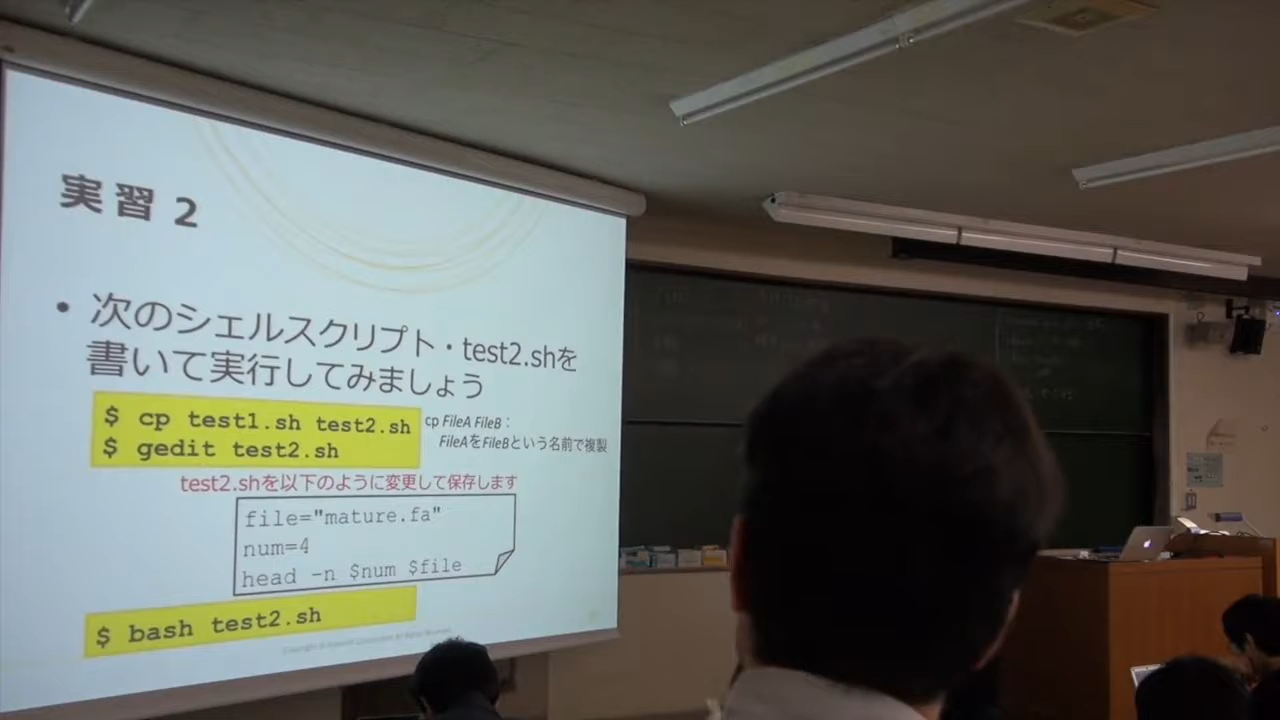 実習 2
• 次のシェルスクリプト・test2.shを
書いて実行してみましょう
$ cp test1.sh test2.sh
$ gedit test2.sh
cp FileA FileB：
FileAをFileBという名前で複製
test2.shを以下のように変更して保存します
file="mature.fa"
num=4
head -n $num $file
$ bash test2.sh